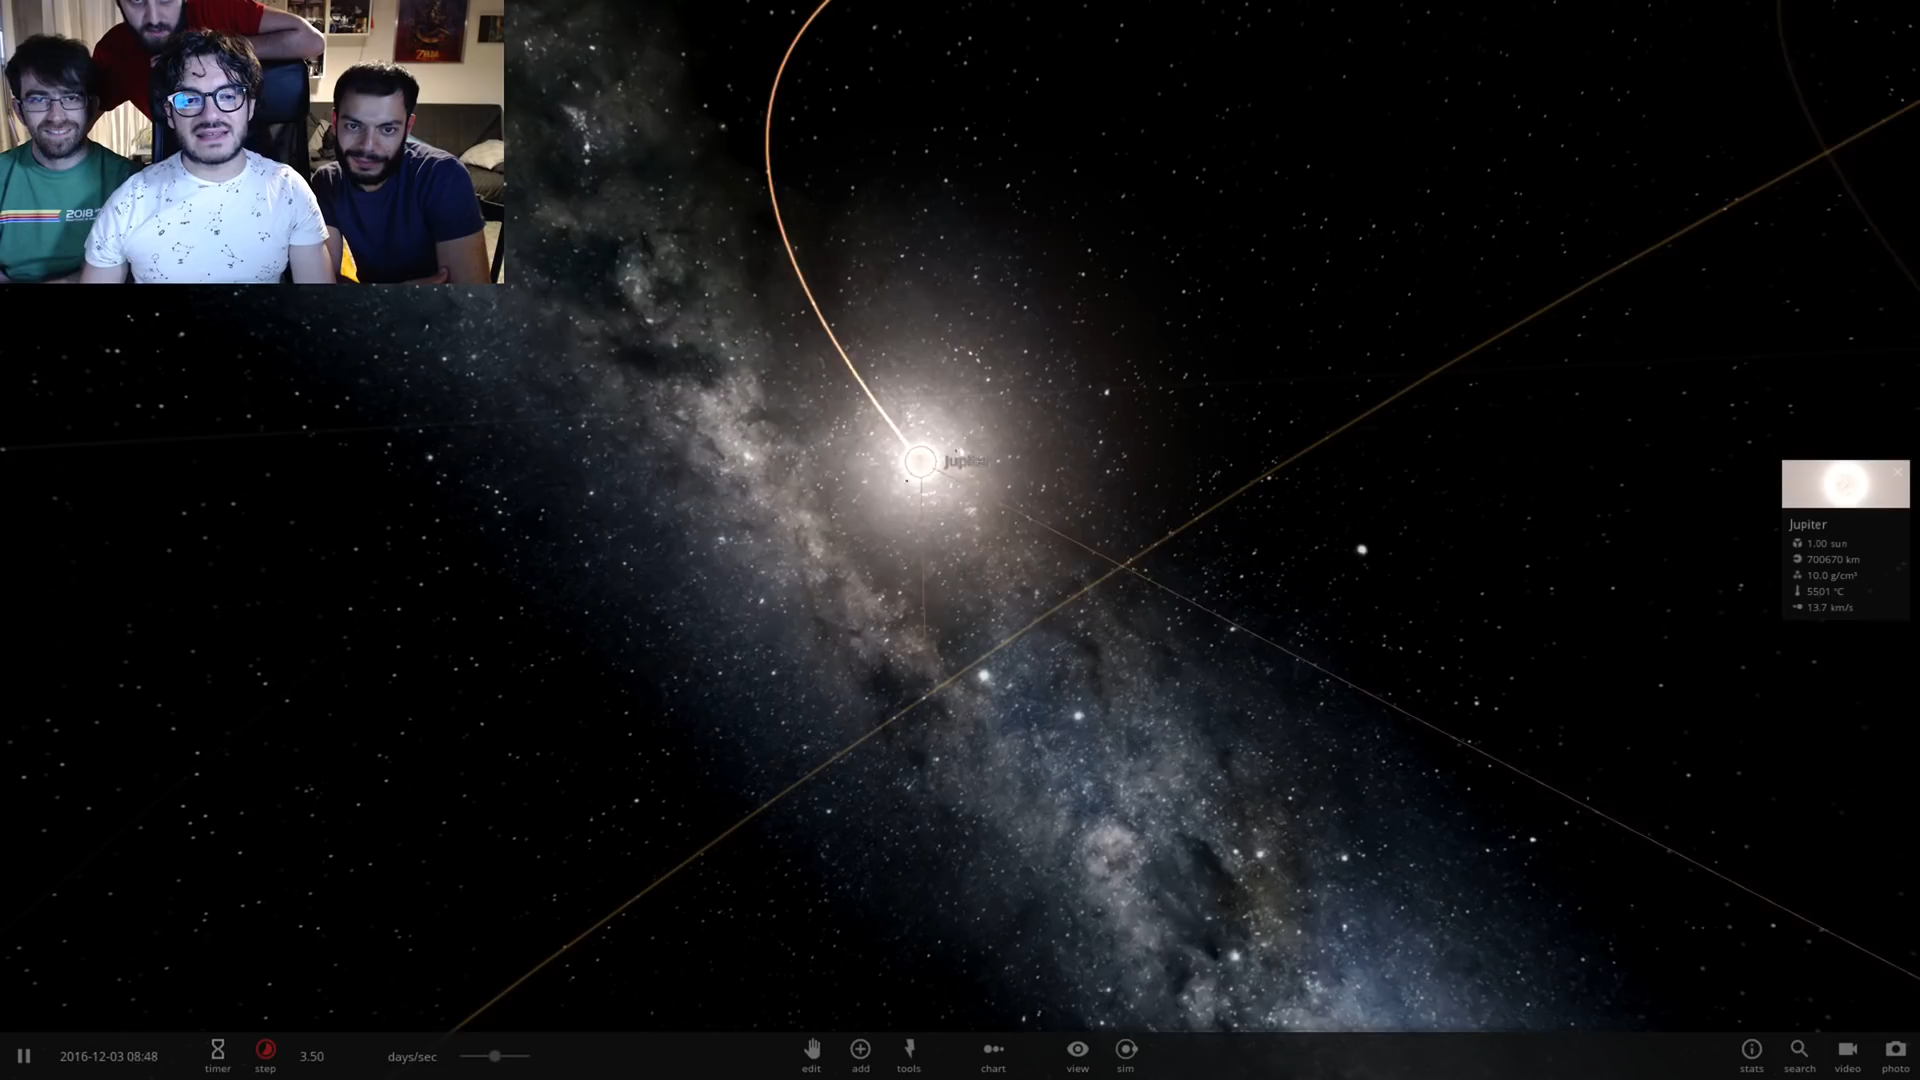 ZELDA
2018
Jupiter
Jupiter
1.00 sun
700670 km
10.0 g/cm³
5501 °C
13.7 km/s
2016-12-03 08:48
timer
step
3.50
days/sec
edit
add
tools
chart
view
sim
stats
search
video
photo